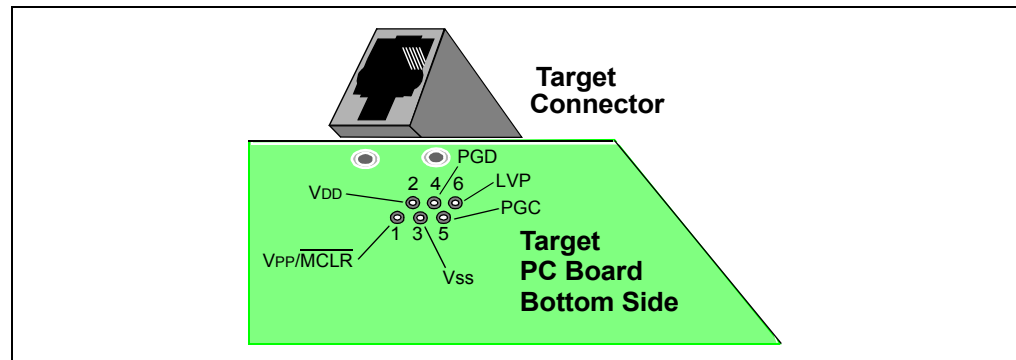 Target
Connector
PGD
2 4 6
LVP
VDD
PGC
1 3 5
VPP/MCLR
Vss
Target
PC Board
Bottom Side